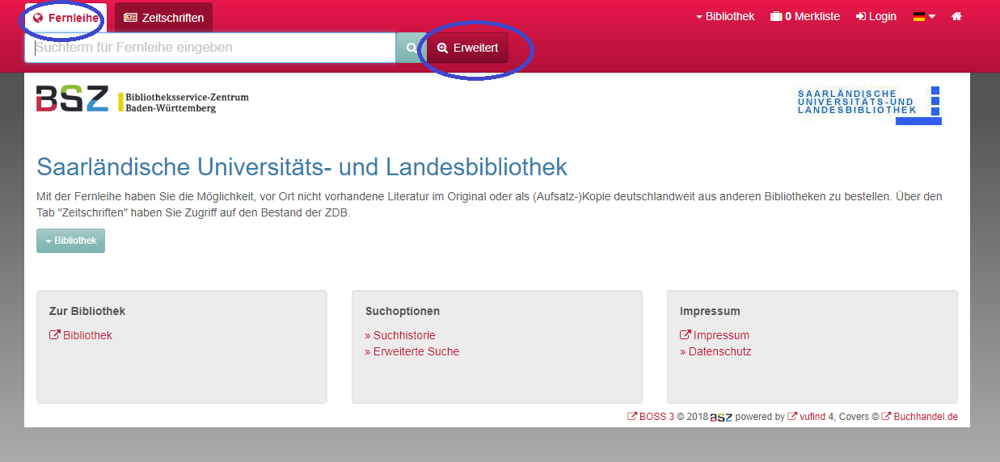 Fernleihe Zeitschriften Bibliothek 0 Merkliste Login
Suchterm für Fernleihe eingeben Erweitert
BSZ Bibliotheksservice-Zentrum
Baden-Württemberg
SAARLÄNDISCHE
UNIVERSITÄTS-UND
LANDESBIBLIOTHEK
Saarländische Universitäts- und Landesbibliothek
Mit der Fernleihe haben Sie die Möglichkeit, vor Ort nicht vorhandene Literatur im Original oder als (Aufsatz-)Kopie deutschlandweit aus anderen Bibliotheken zu bestellen. Über den
Tab "Zeitschriften" haben Sie Zugriff auf den Bestand der ZDB.
Bibliothek
Zur Bibliothek
Bibliothek
Suchoptionen
» Suchhistorie
» Erweiterte Suche
Impressum
Impressum
» Datenschutz
BOSS 3 © 2018 BSZ powered by vufind 4, Covers © Buchhandel.de